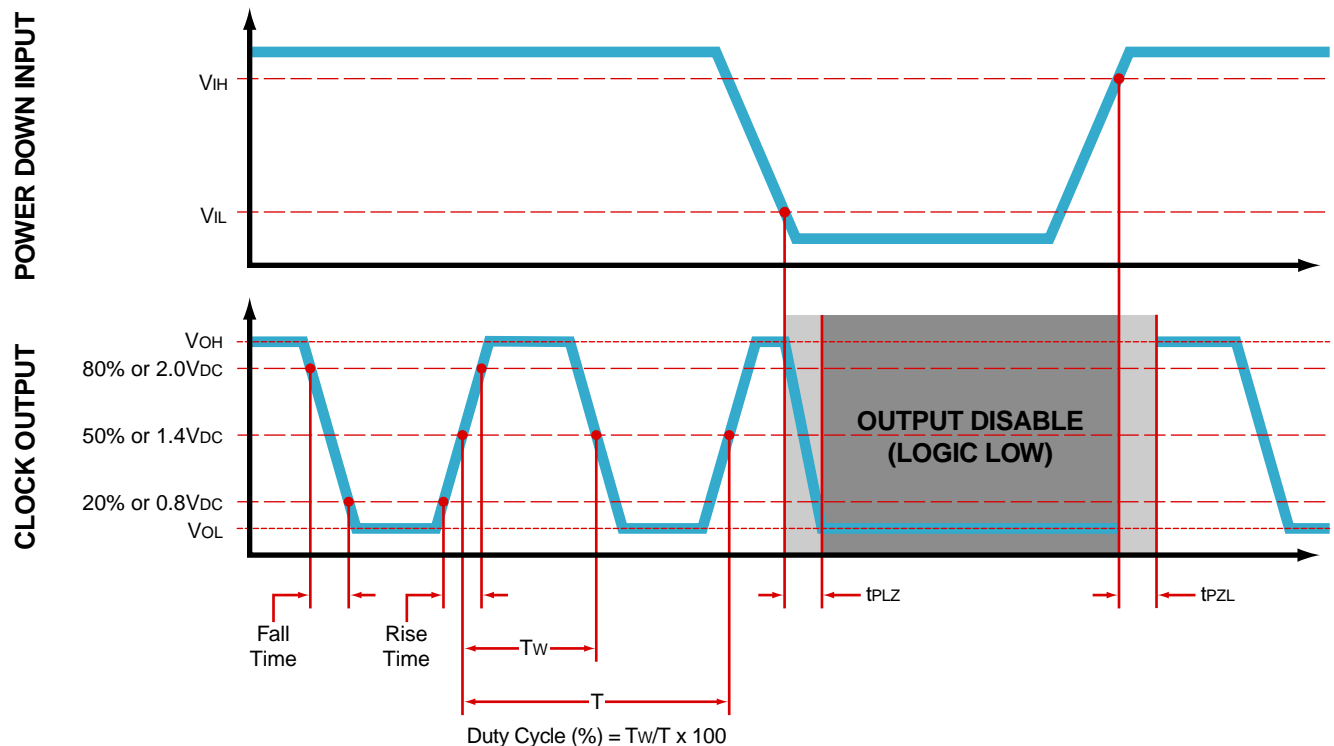 POWER DOWN INPUT
VIH
VIL
CLOCK OUTPUT
VOH
80% or 2.0VDC
50% or 1.4VDC
20% or 0.8VDC
VOL
OUTPUT DISABLE
(LOGIC LOW)
Fall
Time
Rise
Time
TW
tPLZ
tPZL
T
Duty Cycle (%) = TW/T x 100